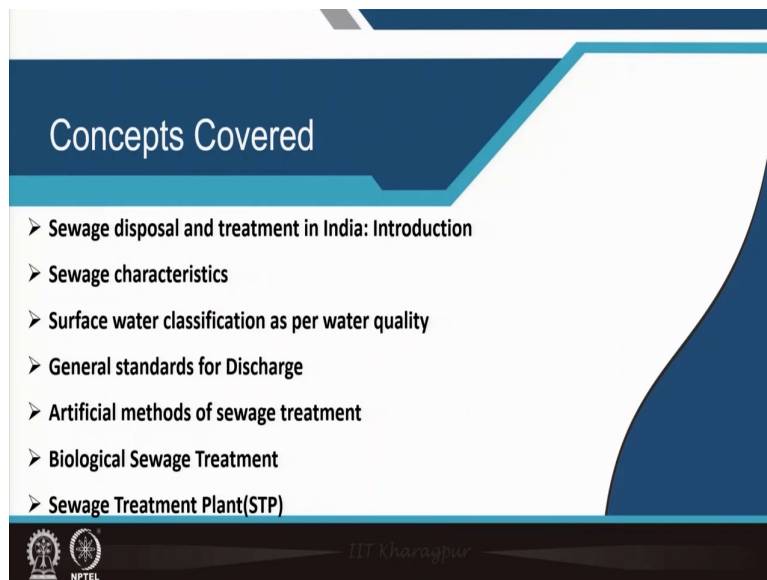 Concepts Covered
➢ Sewage disposal and treatment in India: Introduction
➢ Sewage characteristics
➢ Surface water classification as per water quality
➢ General standards for Discharge
➢ Artificial methods of sewage treatment
➢ Biological Sewage Treatment
➢ Sewage Treatment Plant(STP)
IIT Kharagpur
NPTEL